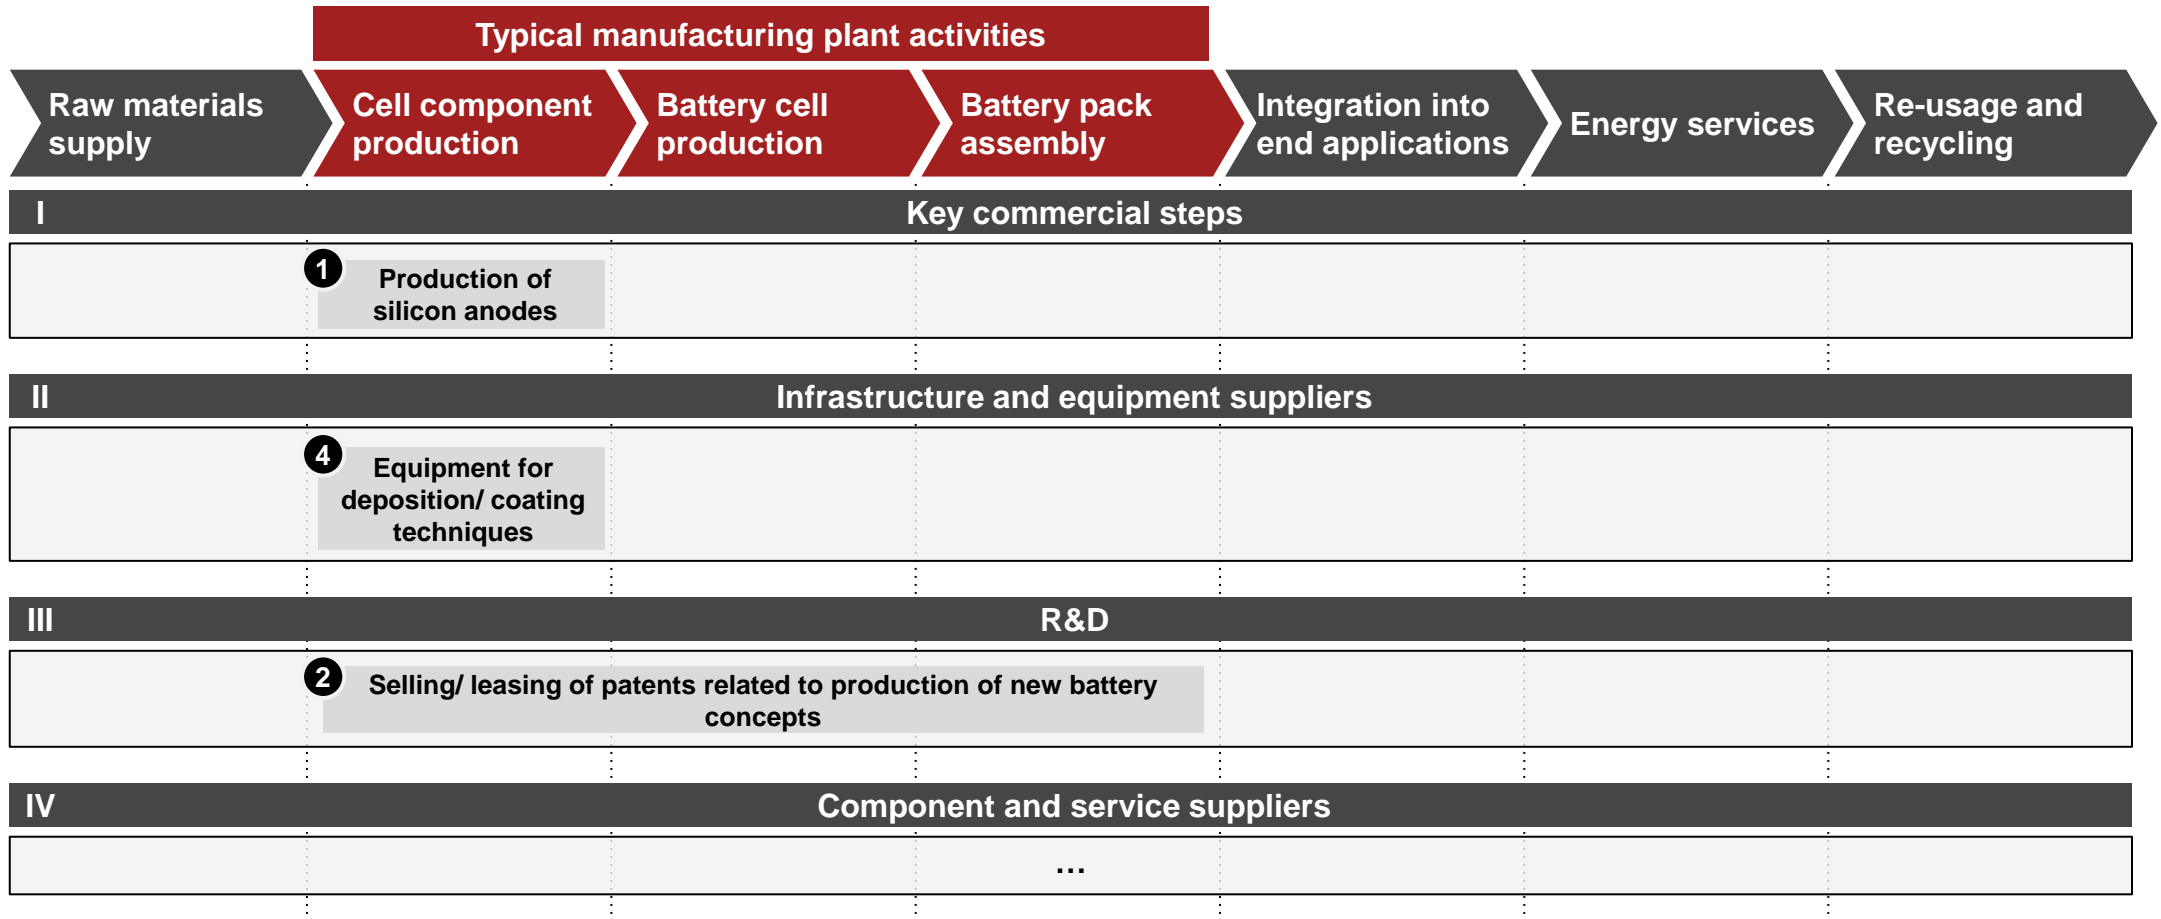 Typical manufacturing plant activities
Raw materials
supply
Cell component
production
Battery cell
production
Battery pack
assembly
Integration into
end applications
Energy services
Re-usage and
recycling
I
Key commercial steps
1
Production of
silicon anodes
II
Infrastructure and equipment suppliers
4
Equipment for
deposition/ coating
techniques
III
R&D
2
Selling/ leasing of patents related to production of new battery
concepts
IV
Component and service suppliers
...